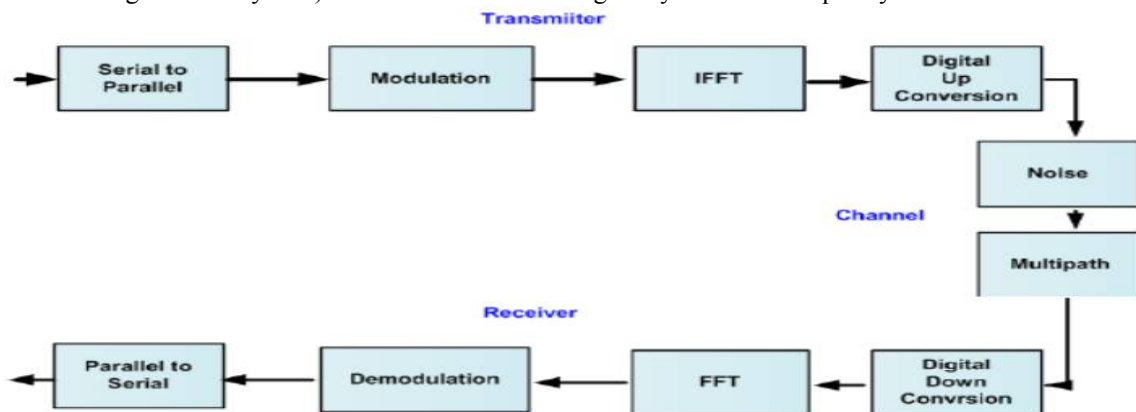 Transmiiter
Serial to
Parallel
Modulation
IFFT
Digital
Up
Conversion
Noise
Channel
Multipath
Receiver
Parallel to
Serial
Demodulation
FFT
Digital
Down
Convrsion